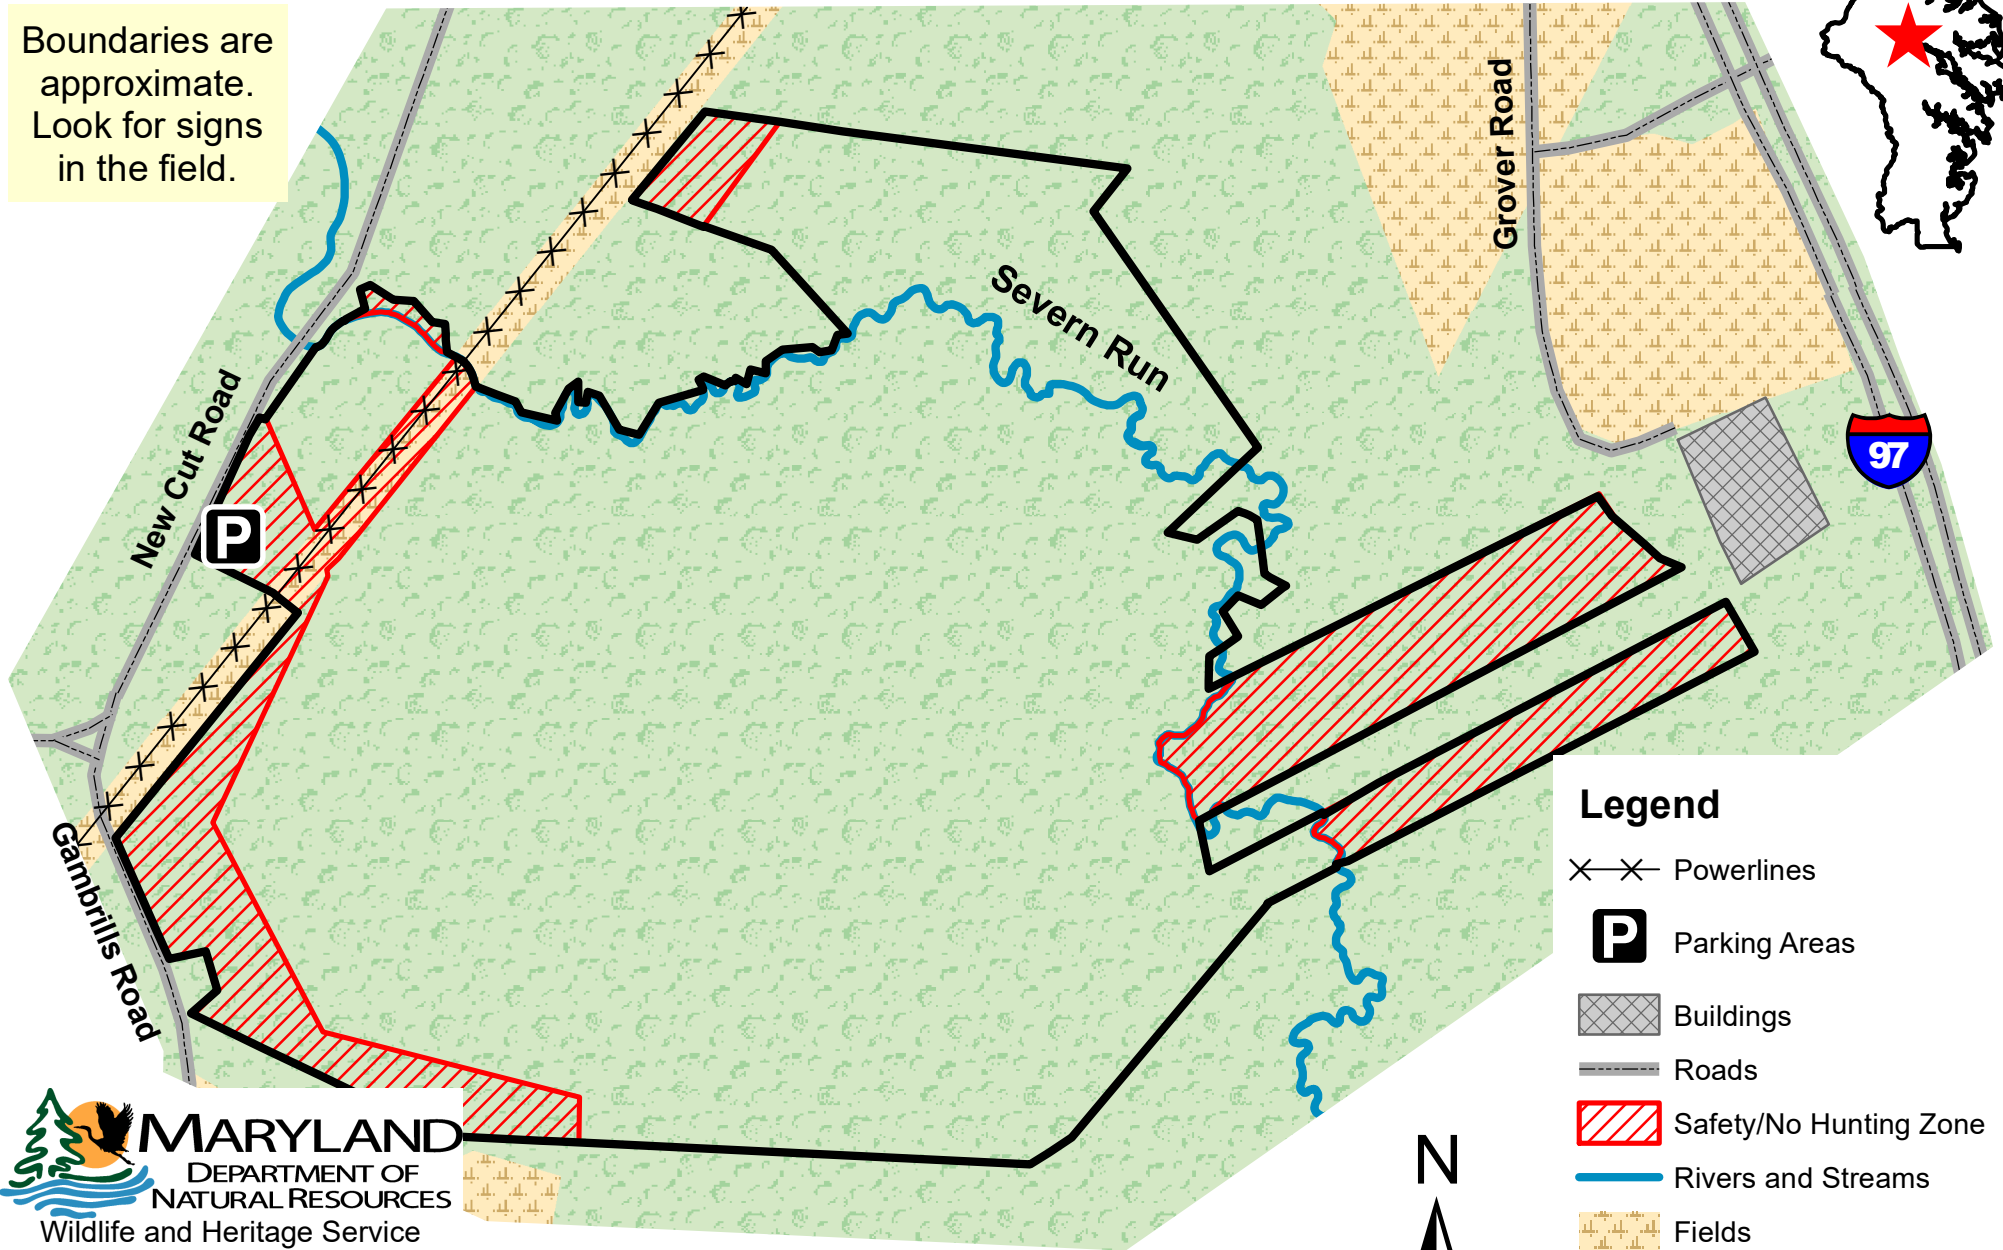 Boundaries are
approximate.
Look for signs
in the field.
Grover Road
Severn Run
New Cut Road
P
97
Gambrills Road
Legend
Powerlines
P
Parking Areas
Buildings
Roads
Safety/No Hunting Zone
Rivers and Streams
Fields
N
MARYLAND
DEPARTMENT OF
NATURAL RESOURCES
Wildlife and Heritage Service